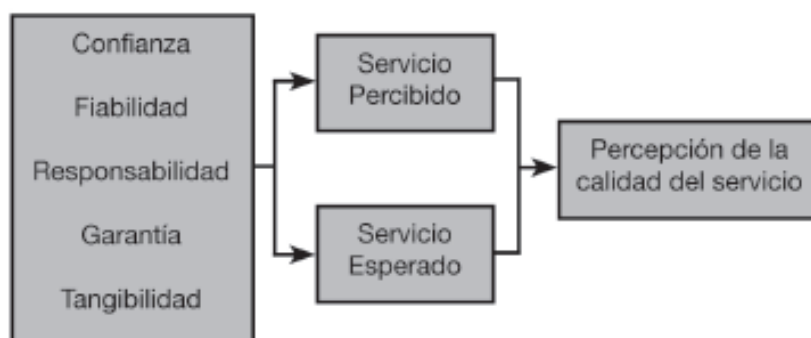 Confianza
Fiabilidad
Responsabilidad
Garantía
Tangibilidad
Servicio
Percibido
Servicio
Esperado
Percepción de la
calidad del servicio